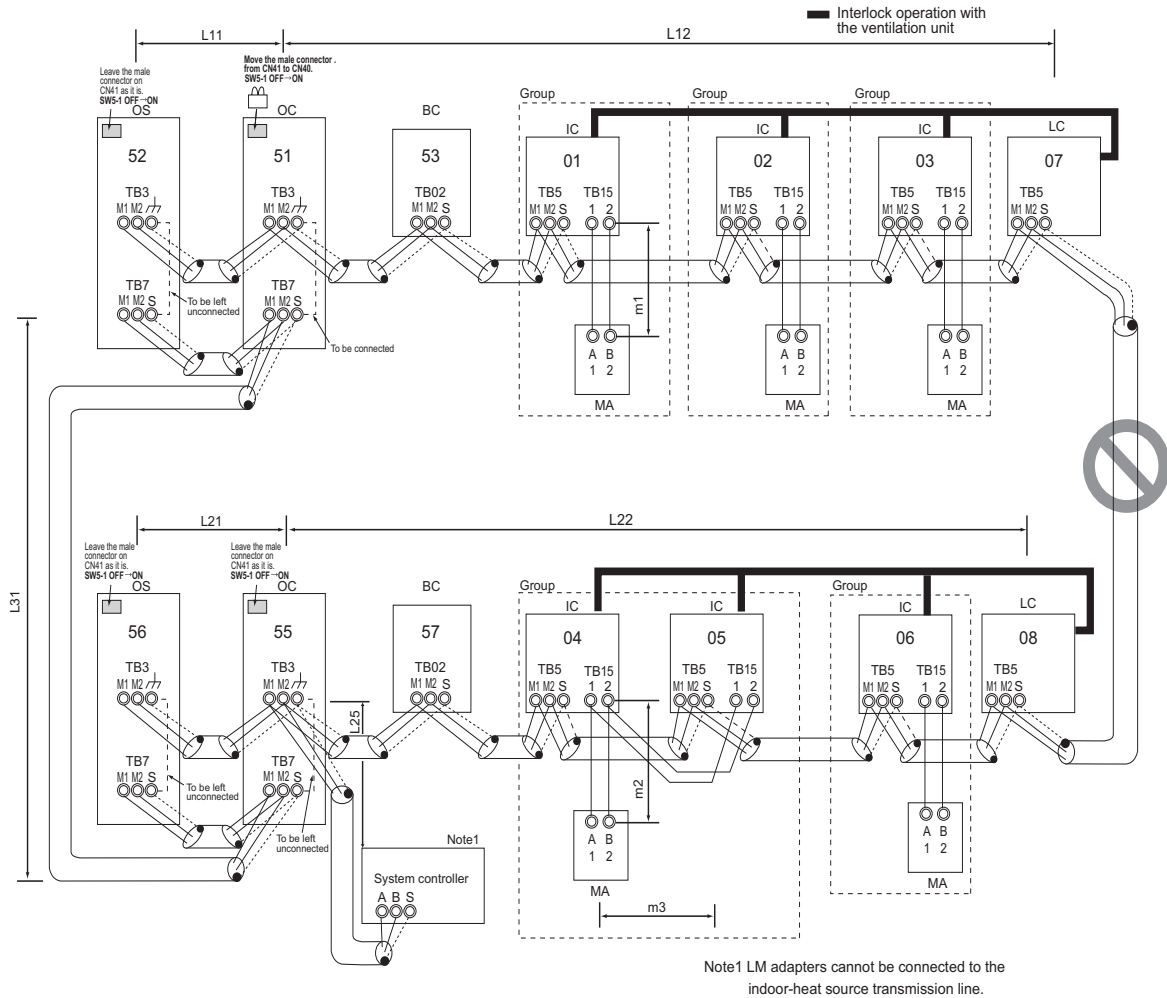 Interlock operation with
the ventilation unit
L11
L12
Leave the male
connector on
CN41 as it is.
SW5-1 OFF→ON
Move the male connector .
from CN41 to CN40.
SW5-1 OFF→ON
OS
OC
BC
Group
Group
Group
IC
IC
IC
LC
52
51
53
01
02
03
07
TB3
TB3
TB02
TB5 TB15
TB5 TB15
TB5 TB15
TB5
M1 M2
M1 M2
M1 M2 S
M1 M2 S 1 2
M1 M2 S 1 2
M1 M2 S 1 2
M1 M2 S
TB7
TB7
M1 M2 S
M1 M2 S
To be left
unconnected
To be connected
m1
A B
1 2
MA
A B
1 2
MA
A B
1 2
MA
L31
L21
L22
Leave the male
connector on
CN41 as it is.
SW5-1 OFF→ON
Leave the male
connector on
CN41 as it is.
SW5-1 OFF→ON
OS
OC
BC
Group
Group
IC
IC
IC
LC
56
55
57
04
05
06
08
TB3
TB3
TB02
TB5 TB15
TB5 TB15
TB5 TB15
TB5
M1 M2
M1 M2
M1 M2 S
M1 M2 S 1 2
M1 M2 S 1 2
M1 M2 S 1 2
M1 M2 S
L25
TB7
TB7
M1 M2 S
M1 M2 S
To be left
unconnected
To be left
unconnected
m2
Note1
System controller
A B S
A B
1 2
MA
A B
1 2
MA
m3
Note1 LM adapters cannot be connected to the
indoor-heat source transmission line.